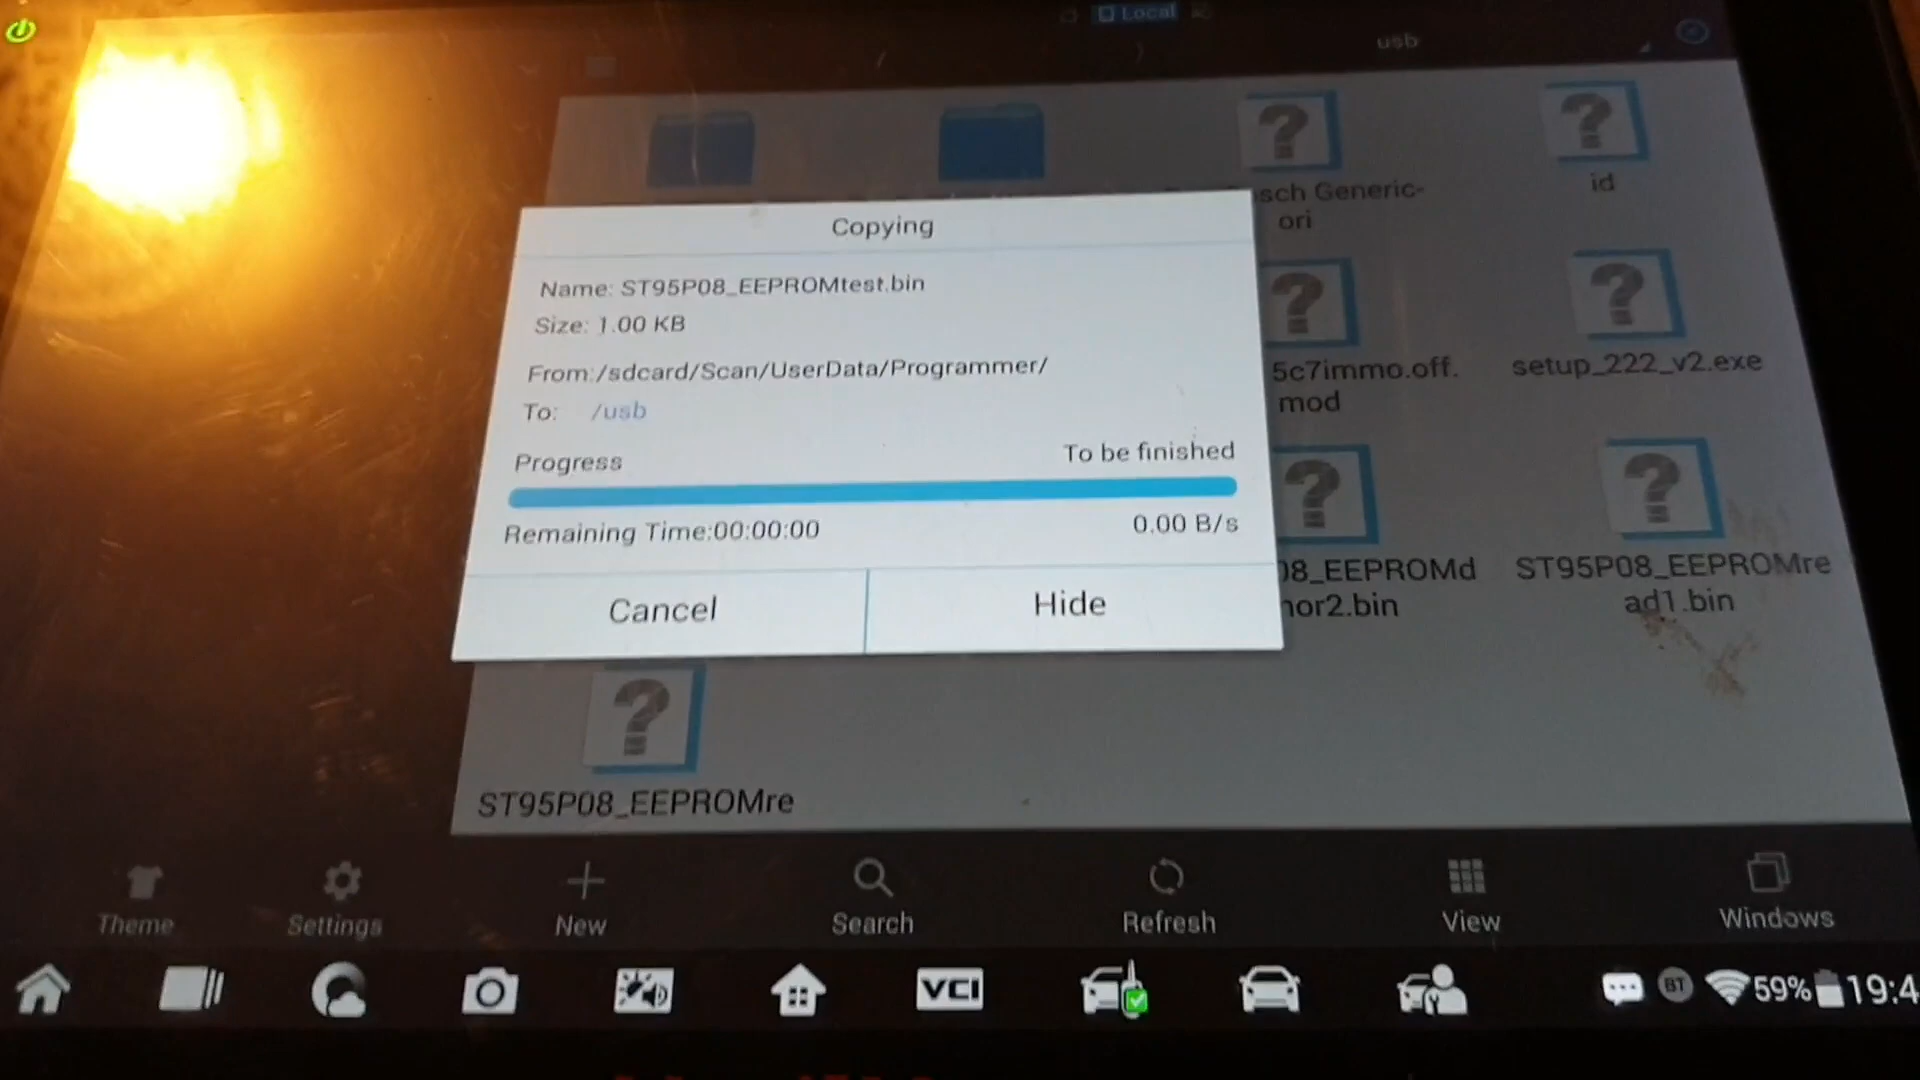 Local
usb
sch Generic-
ori
id
Copying
Name: ST95P08_EEPROMtest.bin
Size: 1.00 KB
From:/sdcard/Scan/UserData/Programmer/
To: /usb
Progress
To be finished
Remaining Time:00:00:00
0.00 B/s
Cancel
Hide
5c7immo.off.
mod
setup_222_v2.exe
08_EEPROMd
nor2.bin
ST95P08_EEPROMre
ad1.bin
ST95P08_EEPROMre
Theme
Settings
New
Search
Refresh
View
Windows
VCI
BT
59%
19:4